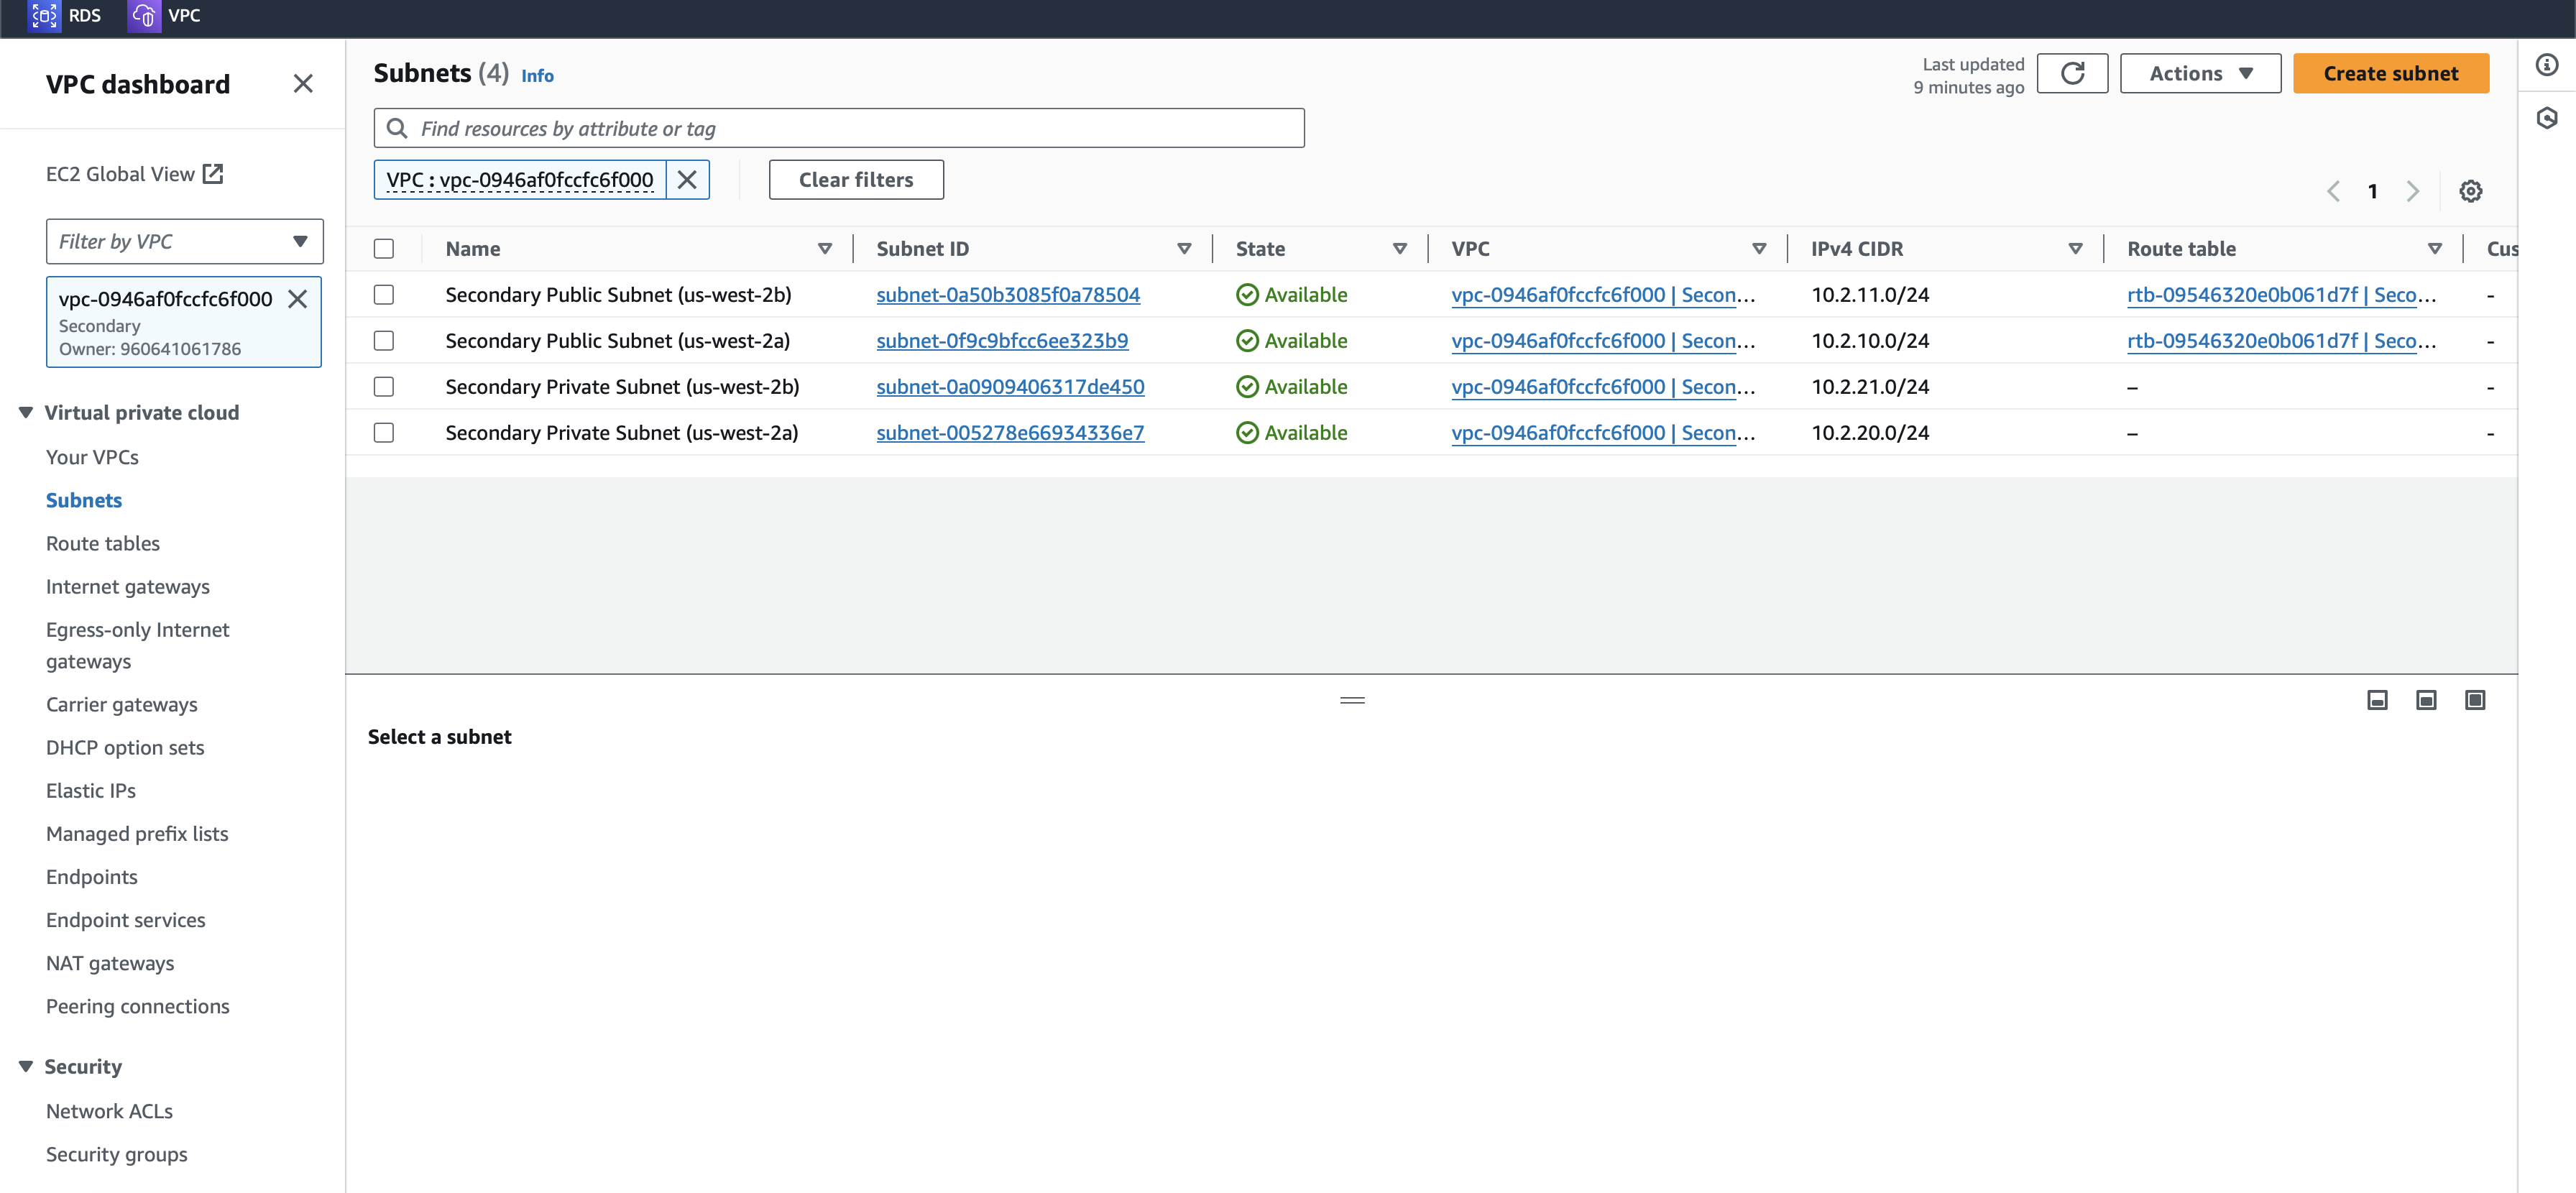 RDS VPC
VPC dashboard
EC2 Global View
Filter by VPC
vpc-0946af0fccfc6f000
Secondary
Owner: 960641061786
Virtual private cloud
Your VPCs
Subnets
Route tables
Internet gateways
Egress-only Internet
gateways
Carrier gateways
DHCP option sets
Elastic IPs
Managed prefix lists
Endpoints
Endpoint services
NAT gateways
Peering connections
Security
Network ACLs
Security groups
Subnets (4) Info
Last updated
9 minutes ago
Actions
Create subnet
Find resources by attribute or tag
VPC : vpc-0946af0fccfc6f000
Clear filters
1
Name Subnet ID State VPC IPv4 CIDR Route table Cus
Secondary Public Subnet (us-west-2b) subnet-0a50b3085f0a78504 Available vpc-0946af0fccfc6f000 | Secon... 10.2.11.0/24 rtb-09546320e0b061d7f | Seco... -
Secondary Public Subnet (us-west-2a) subnet-0f9c9bfcc6ee323b9 Available vpc-0946af0fccfc6f000 | Secon... 10.2.10.0/24 rtb-09546320e0b061d7f | Seco... -
Secondary Private Subnet (us-west-2b) subnet-0a0909406317de450 Available vpc-0946af0fccfc6f000 | Secon... 10.2.21.0/24 – -
Secondary Private Subnet (us-west-2a) subnet-005278e66934336e7 Available vpc-0946af0fccfc6f000 | Secon... 10.2.20.0/24 – -
Select a subnet